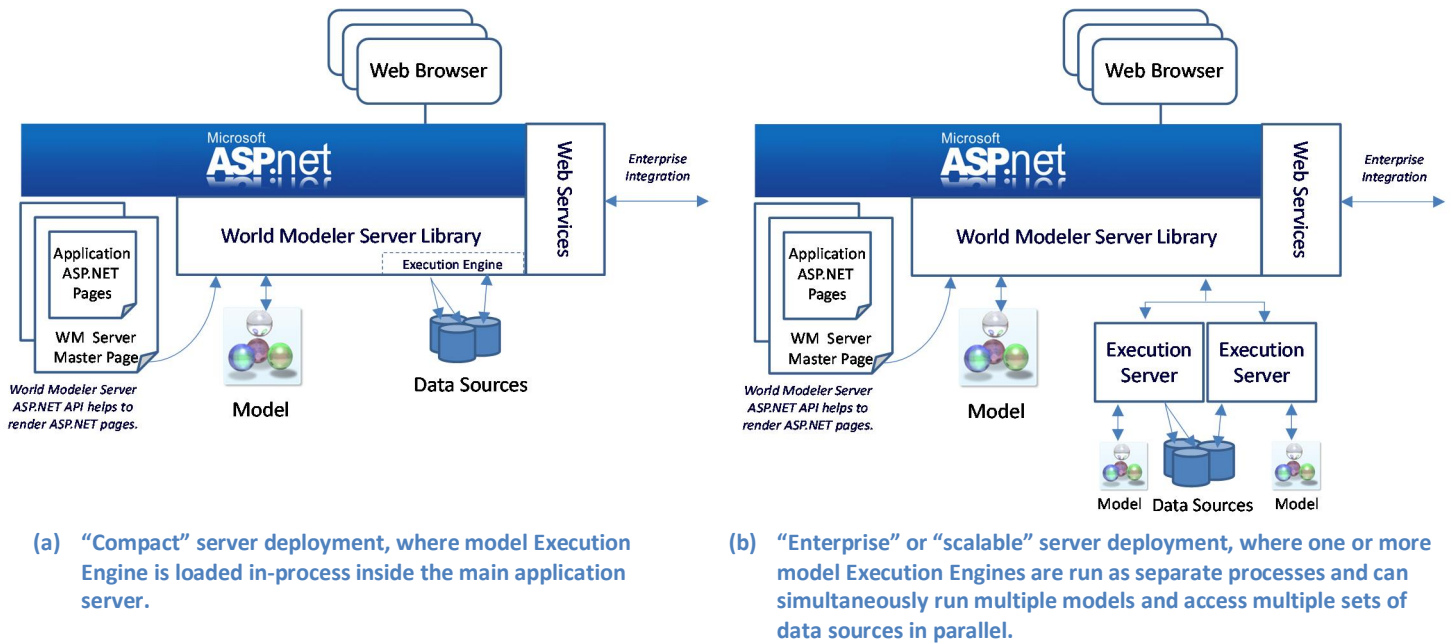 Web Browser
Microsoft
ASP.net
Web Services
Enterprise
Integration
World Modeler Server Library
Execution Engine
Application
ASP.NET
Pages
WM Server
Master Page
World Modeler Server
ASP.NET API helps to
render ASP.NET pages.
Model
Data Sources
(a) “Compact” server deployment, where model Execution
Engine is loaded in-process inside the main application
server.
Web Browser
Microsoft
ASP.net
Web Services
Enterprise
Integration
World Modeler Server Library
Application
ASP.NET
Pages
WM Server
Master Page
World Modeler Server
ASP.NET API helps to
render ASP.NET pages.
Model
Execution
Server
Execution
Server
Model
Data Sources
Model
(b) “Enterprise” or “scalable” server deployment, where one or more
model Execution Engines are run as separate processes and can
simultaneously run multiple models and access multiple sets of
data sources in parallel.